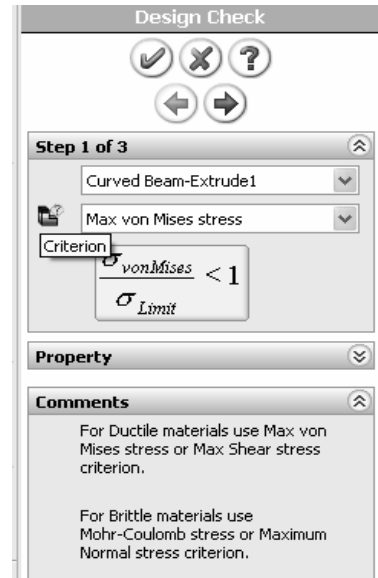 Design Check
?
Step 1 of 3
Curved Beam-Extrude1
Max von Mises stress
Criterion
σ vonMises
σ Limit
< 1
Property
Comments
For Ductile materials use Max von
Mises stress or Max Shear stress
criterion.
For Brittle materials use
Mohr-Coulomb stress or Maximum
Normal stress criterion.